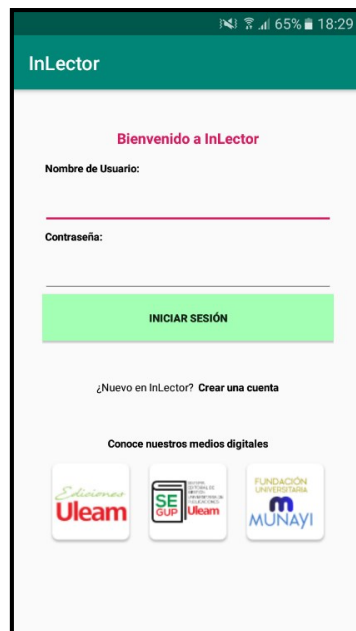 65% 18:29
InLector
Bienvenido a InLector
Nombre de Usuario:
Contraseña:
INICIAR SESIÓN
¿Nuevo en InLector? Crear una cuenta
Conoce nuestros medios digitales
Ediciones
Uleam
SE
GUP
Uleam
FUNDACIÓN
UNIVERSITARIA
m
MUNAYI